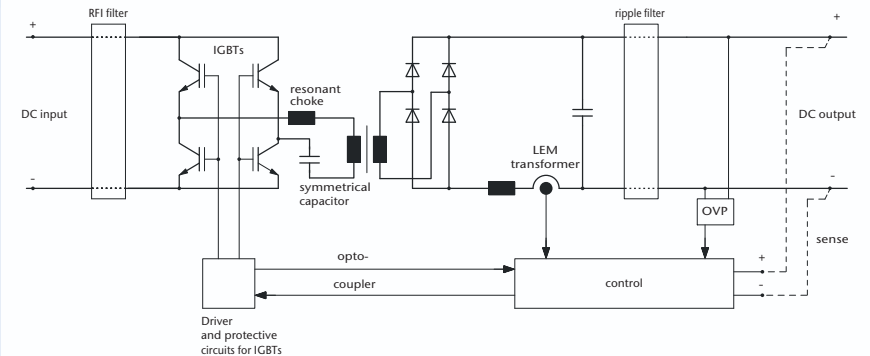 RFI filter
ripple filter
+
+
IGBTs
resonant
choke
DC input
DC output
LEM
transformer
-
symmetrical
capacitor
-
OVP
sense
opto-
+
coupler
control
-
Driver
and protective
circuits for IGBTs